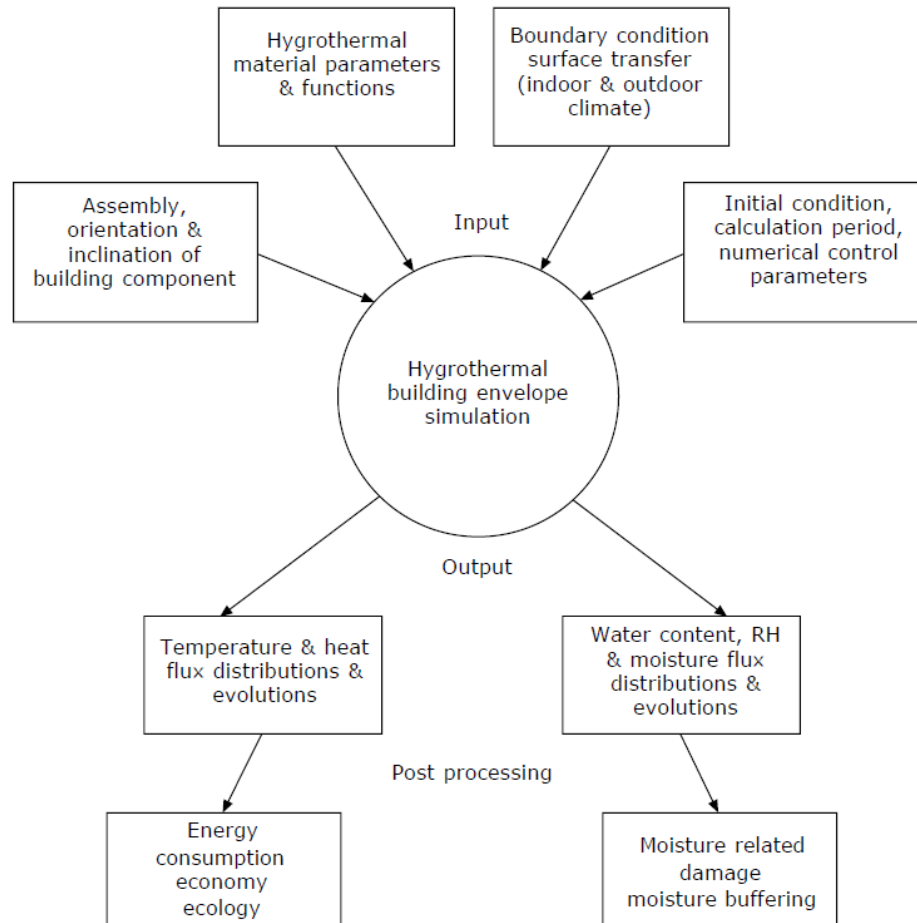 Hygrothermal
material parameters
& functions
Boundary condition
surface transfer
(indoor & outdoor
climate)
Assembly,
orientation &
inclination of
building component
Input
Initial condition,
calculation period,
numerical control
parameters
Hygrothermal
building envelope
simulation
Output
Temperature & heat
flux distributions &
evolutions
Water content, RH
& moisture flux
distributions &
evolutions
Post processing
Energy
consumption
economy
ecology
Moisture related
damage
moisture buffering